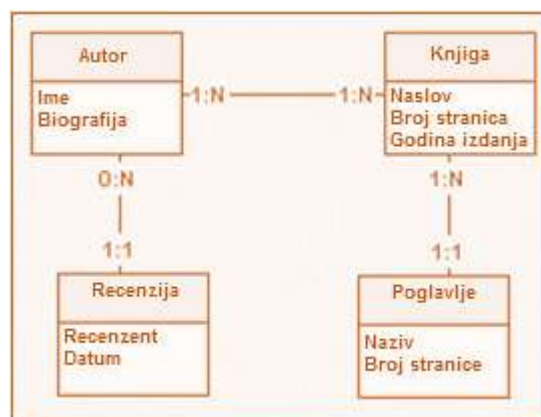 Autor
Ime
Biografija
1:N
1:N
Knjiga
Naslov
Broj stranica
Godina izdanja
0:N
1:1
1:N
1:1
Recenzija
Recenzent
Datum
Poglavlje
Naziv
Broj stranice